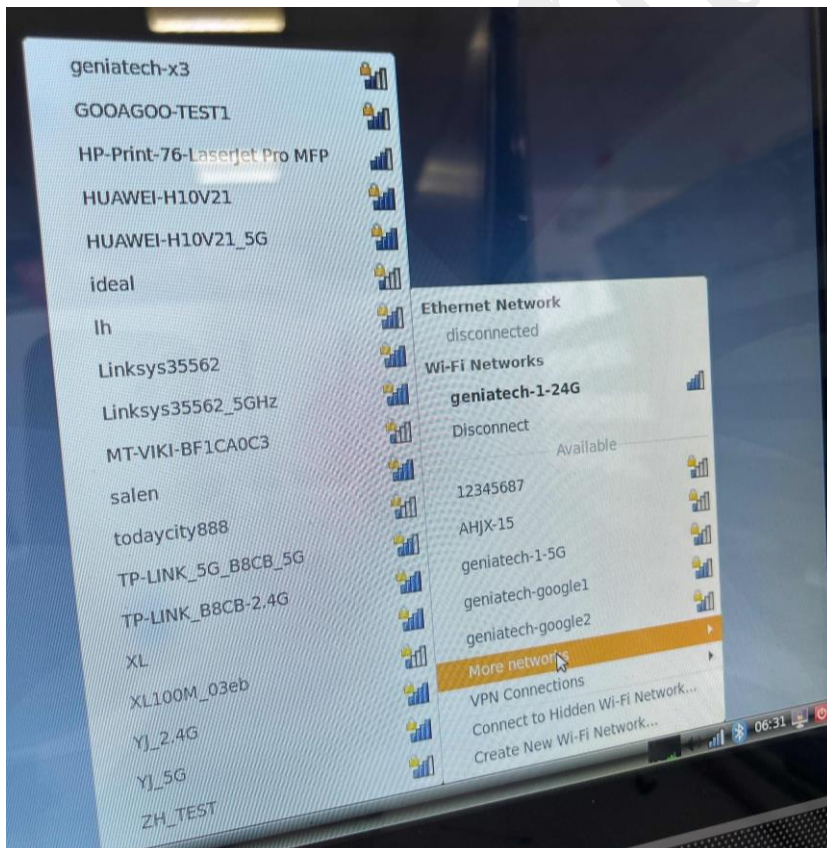 geniatech-x3
GOOAGOO-TEST1
HP-Print-76-LaserJet Pro MFP
HUAWEI-H10V21
HUAWEI-H10V21_5G
ideal
lh
Linksys35562
Linksys35562_5GHz
MT-VIKI-BF1CA0C3
salen
todaycity888
TP-LINK_5G_B8CB_5G
TP-LINK_B8CB-2.4G
XL
XL100M_03eb
YJ_2.4G
YJ_5G
ZH_TEST
Ethernet Network
disconnected
Wi-Fi Networks
geniatech-1-24G
Disconnect
Available
12345687
AHJX-15
geniatech-1-5G
geniatech-google1
geniatech-google2
More networks
VPN Connections
Connect to Hidden Wi-Fi Network...
Create New Wi-Fi Network...
06:31